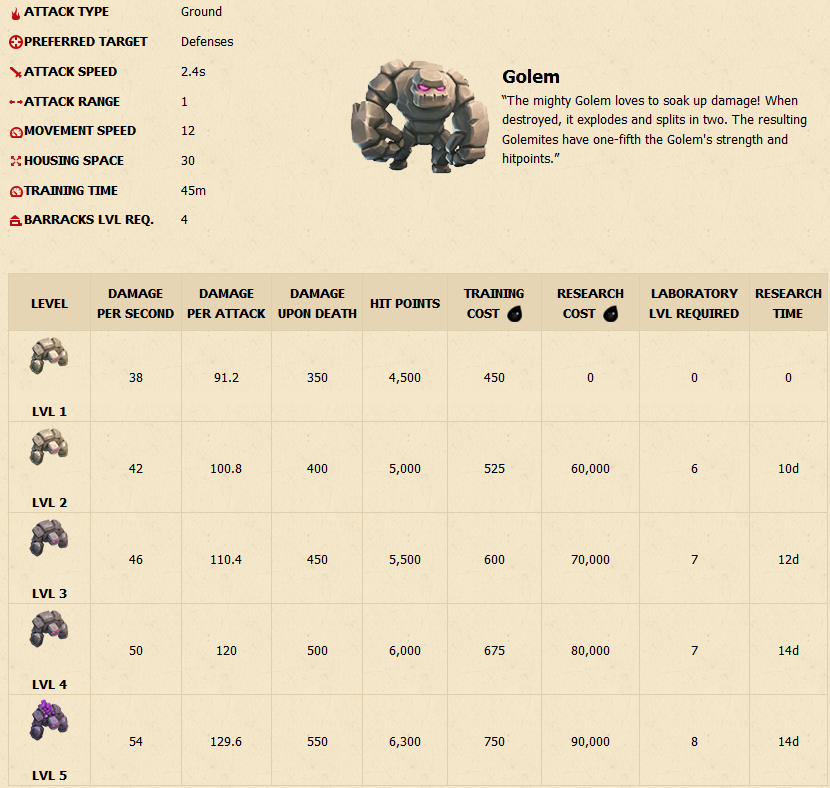 ATTACK TYPE Ground
PREFERRED TARGET Defenses
ATTACK SPEED 2.4s
ATTACK RANGE 1
MOVEMENT SPEED 12
HOUSING SPACE 30
TRAINING TIME 45m
BARRACKS LVL REQ. 4
Golem
“The mighty Golem loves to soak up damage! When
destroyed, it explodes and splits in two. The resulting
Golemites have one-fifth the Golem's strength and
hitpoints.”
LEVEL DAMAGE PER SECOND DAMAGE PER ATTACK DAMAGE UPON DEATH HIT POINTS TRAINING COST RESEARCH COST LABORATORY LVL REQUIRED RESEARCH TIME
LVL 1 38 91.2 350 4,500 450 0 0 0
LVL 2 42 100.8 400 5,000 525 60,000 6 10d
LVL 3 46 110.4 450 5,500 600 70,000 7 12d
LVL 4 50 120 500 6,000 675 80,000 7 14d
LVL 5 54 129.6 550 6,300 750 90,000 8 14d